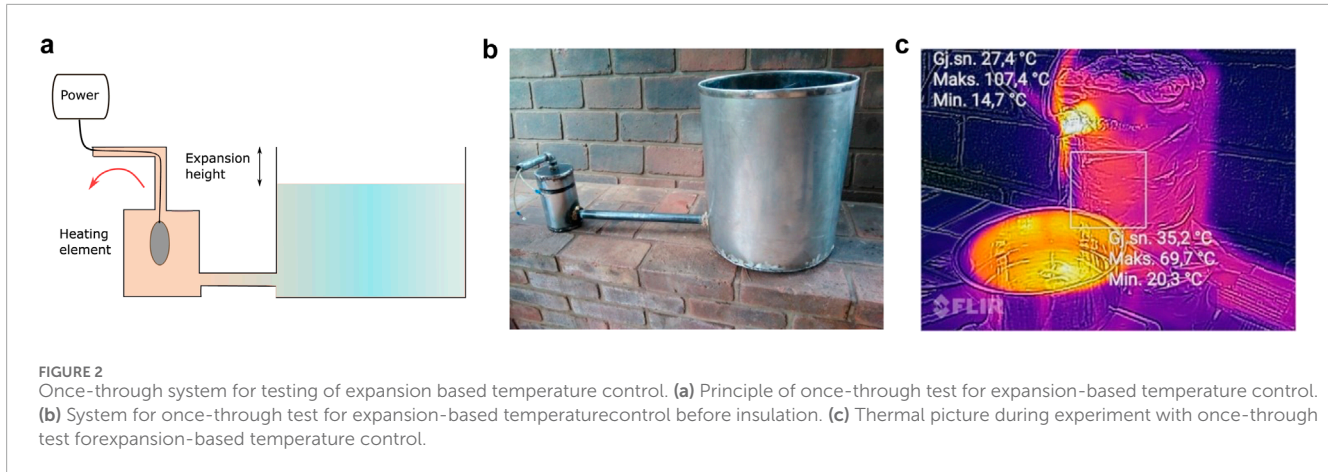 a
Power
Expansion
height
Heating
element
b
c
Gj.sn. 27,4 °C
Maks. 107,4 °C
Min. 14,7 °C
Gj.sn. 35,2 °C
Maks. 69,7 °C
Min. 20,3 °C
FLIR
FIGURE 2
Once-through system for testing of expansion based temperature control. (a) Principle of once-through test for expansion-based temperature control.
(b) System for once-through test for expansion-based temperaturecontrol before insulation. (c) Thermal picture during experiment with once-through
test forexpansion-based temperature control.